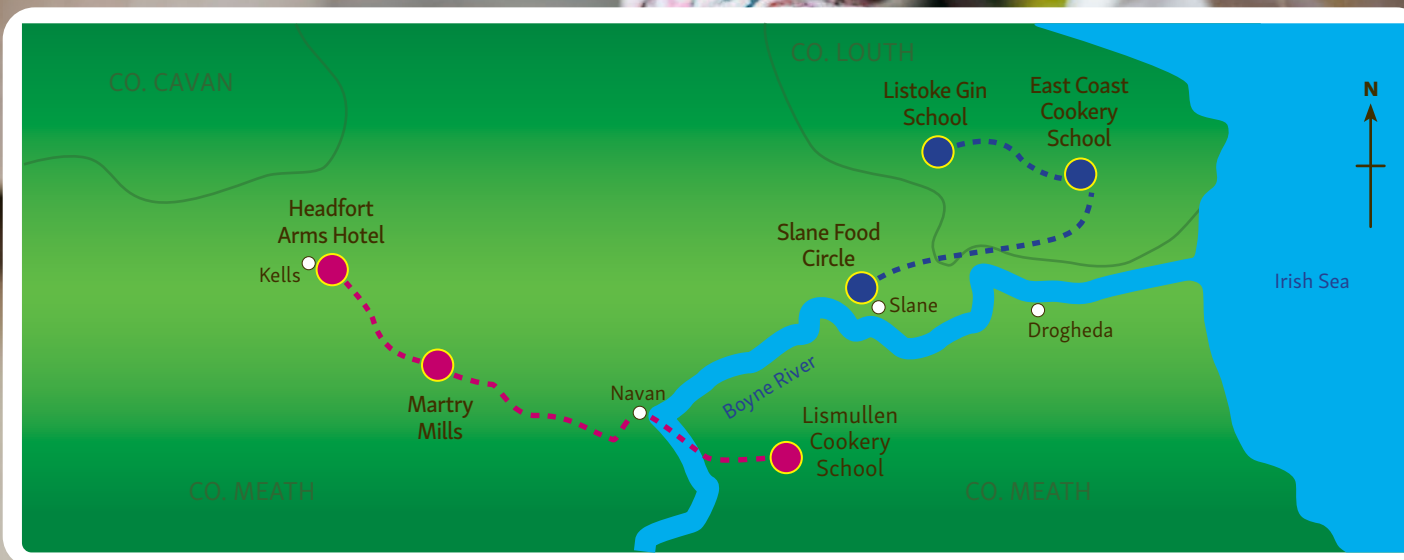 CO. CAVAN
CO. LOUTH
Listoke Gin
School
East Coast
Cookery
School
N
Headfort
Arms Hotel
Kells
Slane Food
Circle
Slane
Irish Sea
Drogheda
Martry
Mills
Navan
Boyne River
Lismullen
Cookery
School
CO. MEATH
CO. MEATH